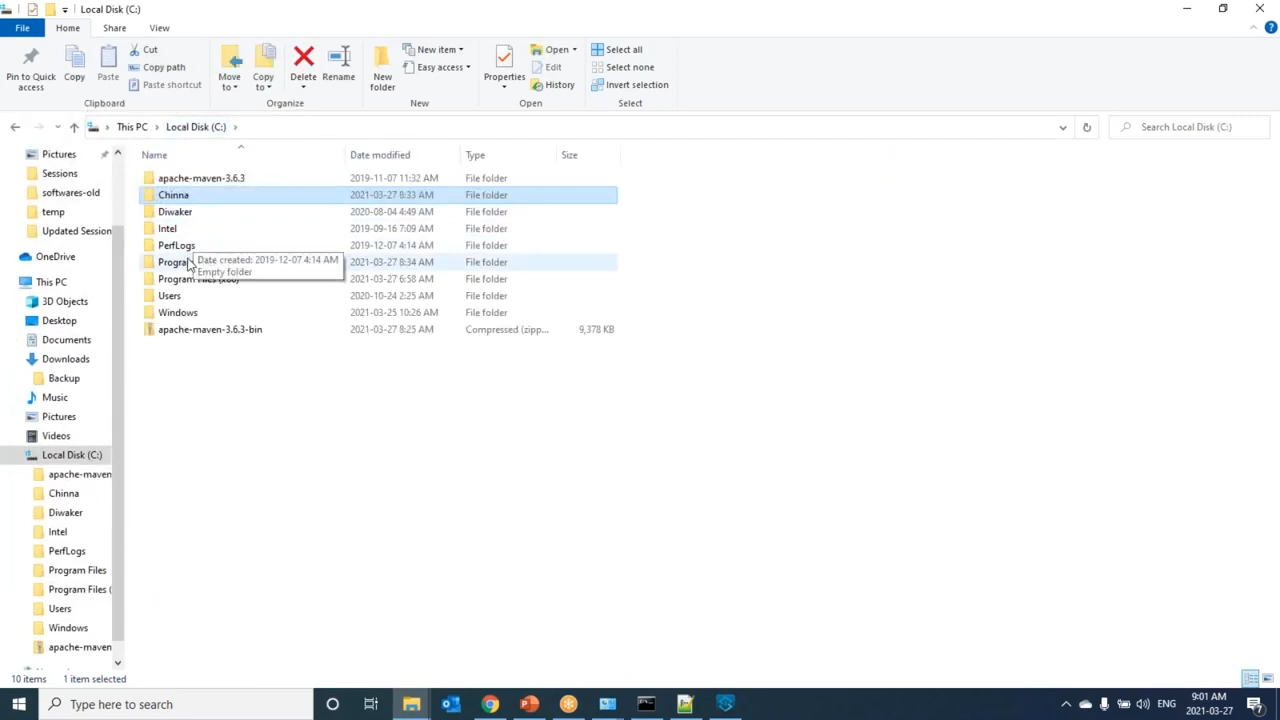 Local Disk (C:)
File Home Share View
Pin to Quick access
Copy
Paste
Cut
Copy path
Paste shortcut
Clipboard
Move to
Copy to
Delete
Rename
Organize
New folder
New item
Easy access
New
Properties
Open
Edit
History
Open
Select all
Select none
Invert selection
Select
This PC Local Disk (C:)
Search Local Disk (C:)
Pictures
Sessions
softwares-old
temp
Updated Session
OneDrive
This PC
3D Objects
Desktop
Documents
Downloads
Backup
Music
Pictures
Videos
Local Disk (C:)
apache-maven
Chinna
Diwaker
Intel
PerfLogs
Program Files
Program Files (
Users
Windows
apache-maven
Name Date modified Type Size
apache-maven-3.6.3 2019-11-07 11:32 AM File folder
Chinna 2021-03-27 8:33 AM File folder
Diwaker 2020-08-04 4:49 AM File folder
Intel 2019-09-16 7:09 AM File folder
PerfLogs 2019-12-07 4:14 AM File folder
Progra 2021-03-27 8:34 AM File folder
Program Files (x86) 2021-03-27 6:58 AM File folder
Users 2020-10-24 2:25 AM File folder
Windows 2021-03-25 10:26 AM File folder
apache-maven-3.6.3-bin 2021-03-27 8:25 AM Compressed (zipp... 9,378 KB
Date created: 2019-12-07 4:14 AM
Empty folder
10 items 1 item selected
Type here to search
ENG
9:01 AM
2021-03-27